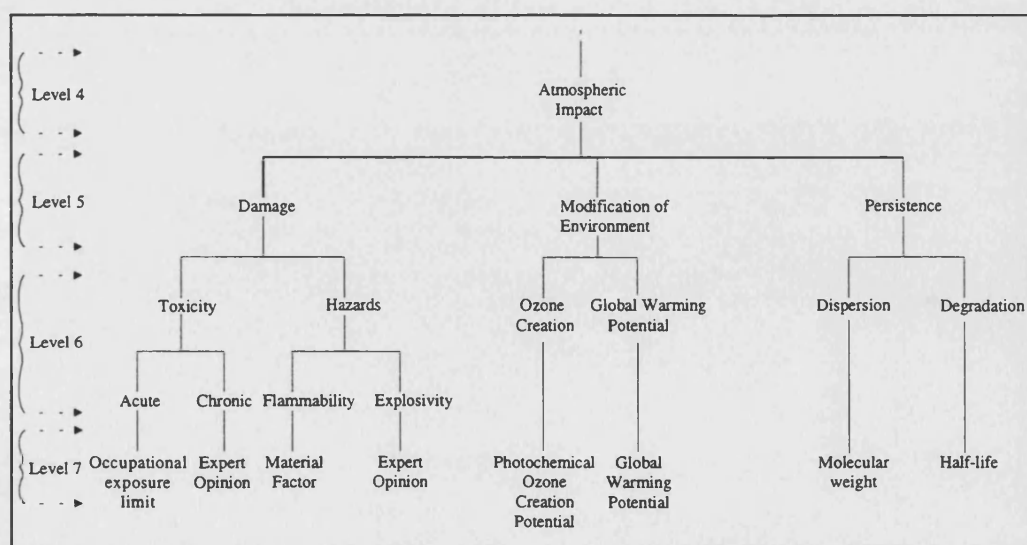 Level 4
Atmospheric
Impact
Level 5
Damage
Modification of
Environment
Persistence
Level 6
Toxicity
Hazards
Ozone
Creation
Global Warming
Potential
Dispersion
Degradation
Acute
Chronic
Flammability
Explosivity
Level 7
Occupational
exposure
limit
Expert
Opinion
Material
Factor
Expert
Opinion
Photochemical
Ozone
Creation
Potential
Global
Warming
Potential
Molecular
weight
Half-life